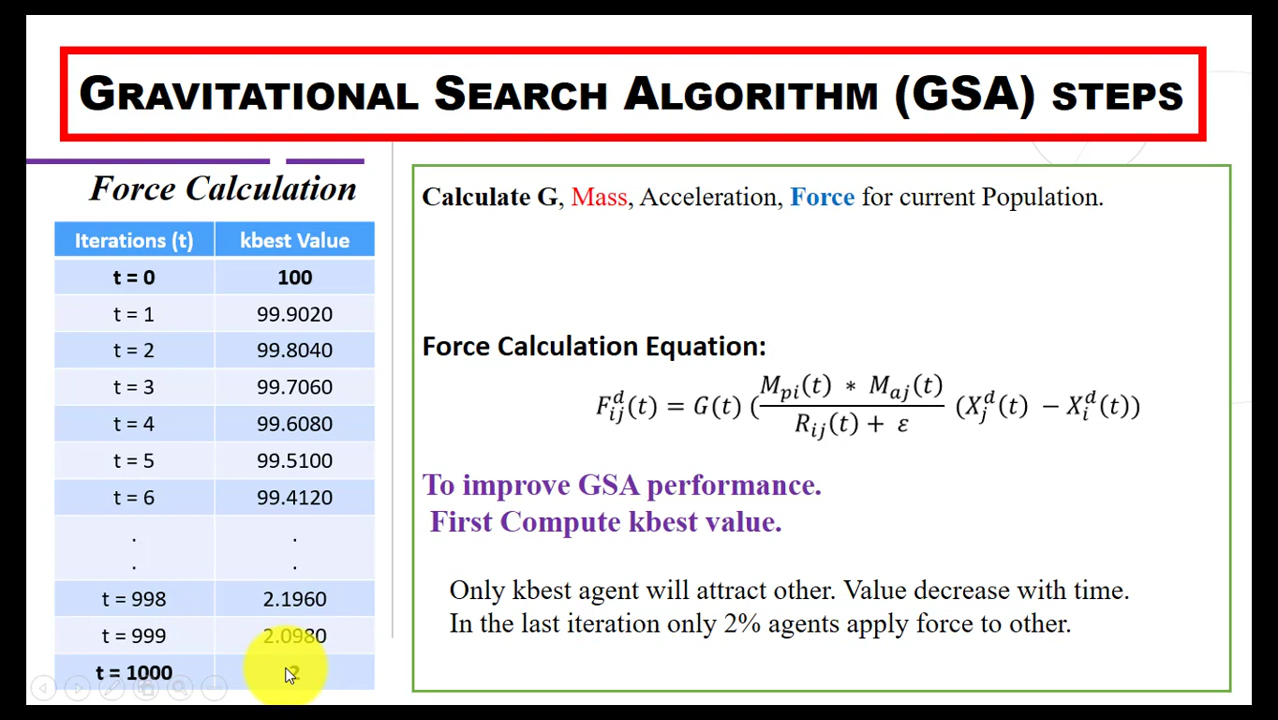 GRAVITATIONAL SEARCH ALGORITHM (GSA) STEPS
Force Calculation
Iterations (t) kbest Value
t = 0 100
t = 1 99.9020
t = 2 99.8040
t = 3 99.7060
t = 4 99.6080
t = 5 99.5100
t = 6 99.4120
. .
. .
t = 998 2.1960
t = 999 2.0980
t = 1000 2
Calculate G, Mass, Acceleration, Force for current Population.
Force Calculation Equation:
F_{ij}^{d}(t) = G(t) (\frac{M_{pi}(t) * M_{aj}(t)}{R_{ij}(t) + ε} (X_{j}^{d}(t) − X_{i}^{d}(t))
To improve GSA performance.
First Compute kbest value.
Only kbest agent will attract other. Value decrease with time.
In the last iteration only 2% agents apply force to other.